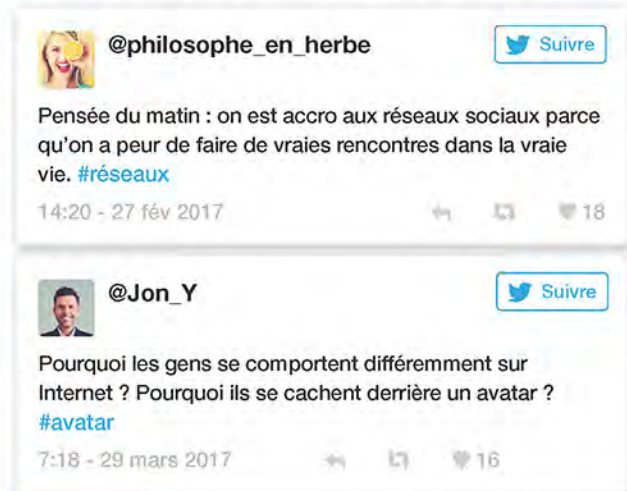 @philosophe_en_herbe
Suivre
Pensée du matin : on est accro aux réseaux sociaux parce
qu’on a peur de faire de vraies rencontres dans la vraie
vie. #réseaux
14:20 - 27 fév 2017
18
@Jon_Y
Suivre
Pourquoi les gens se comportent différemment sur
Internet ? Pourquoi ils se cachent derrière un avatar ?
#avatar
7:18 - 29 mars 2017
16